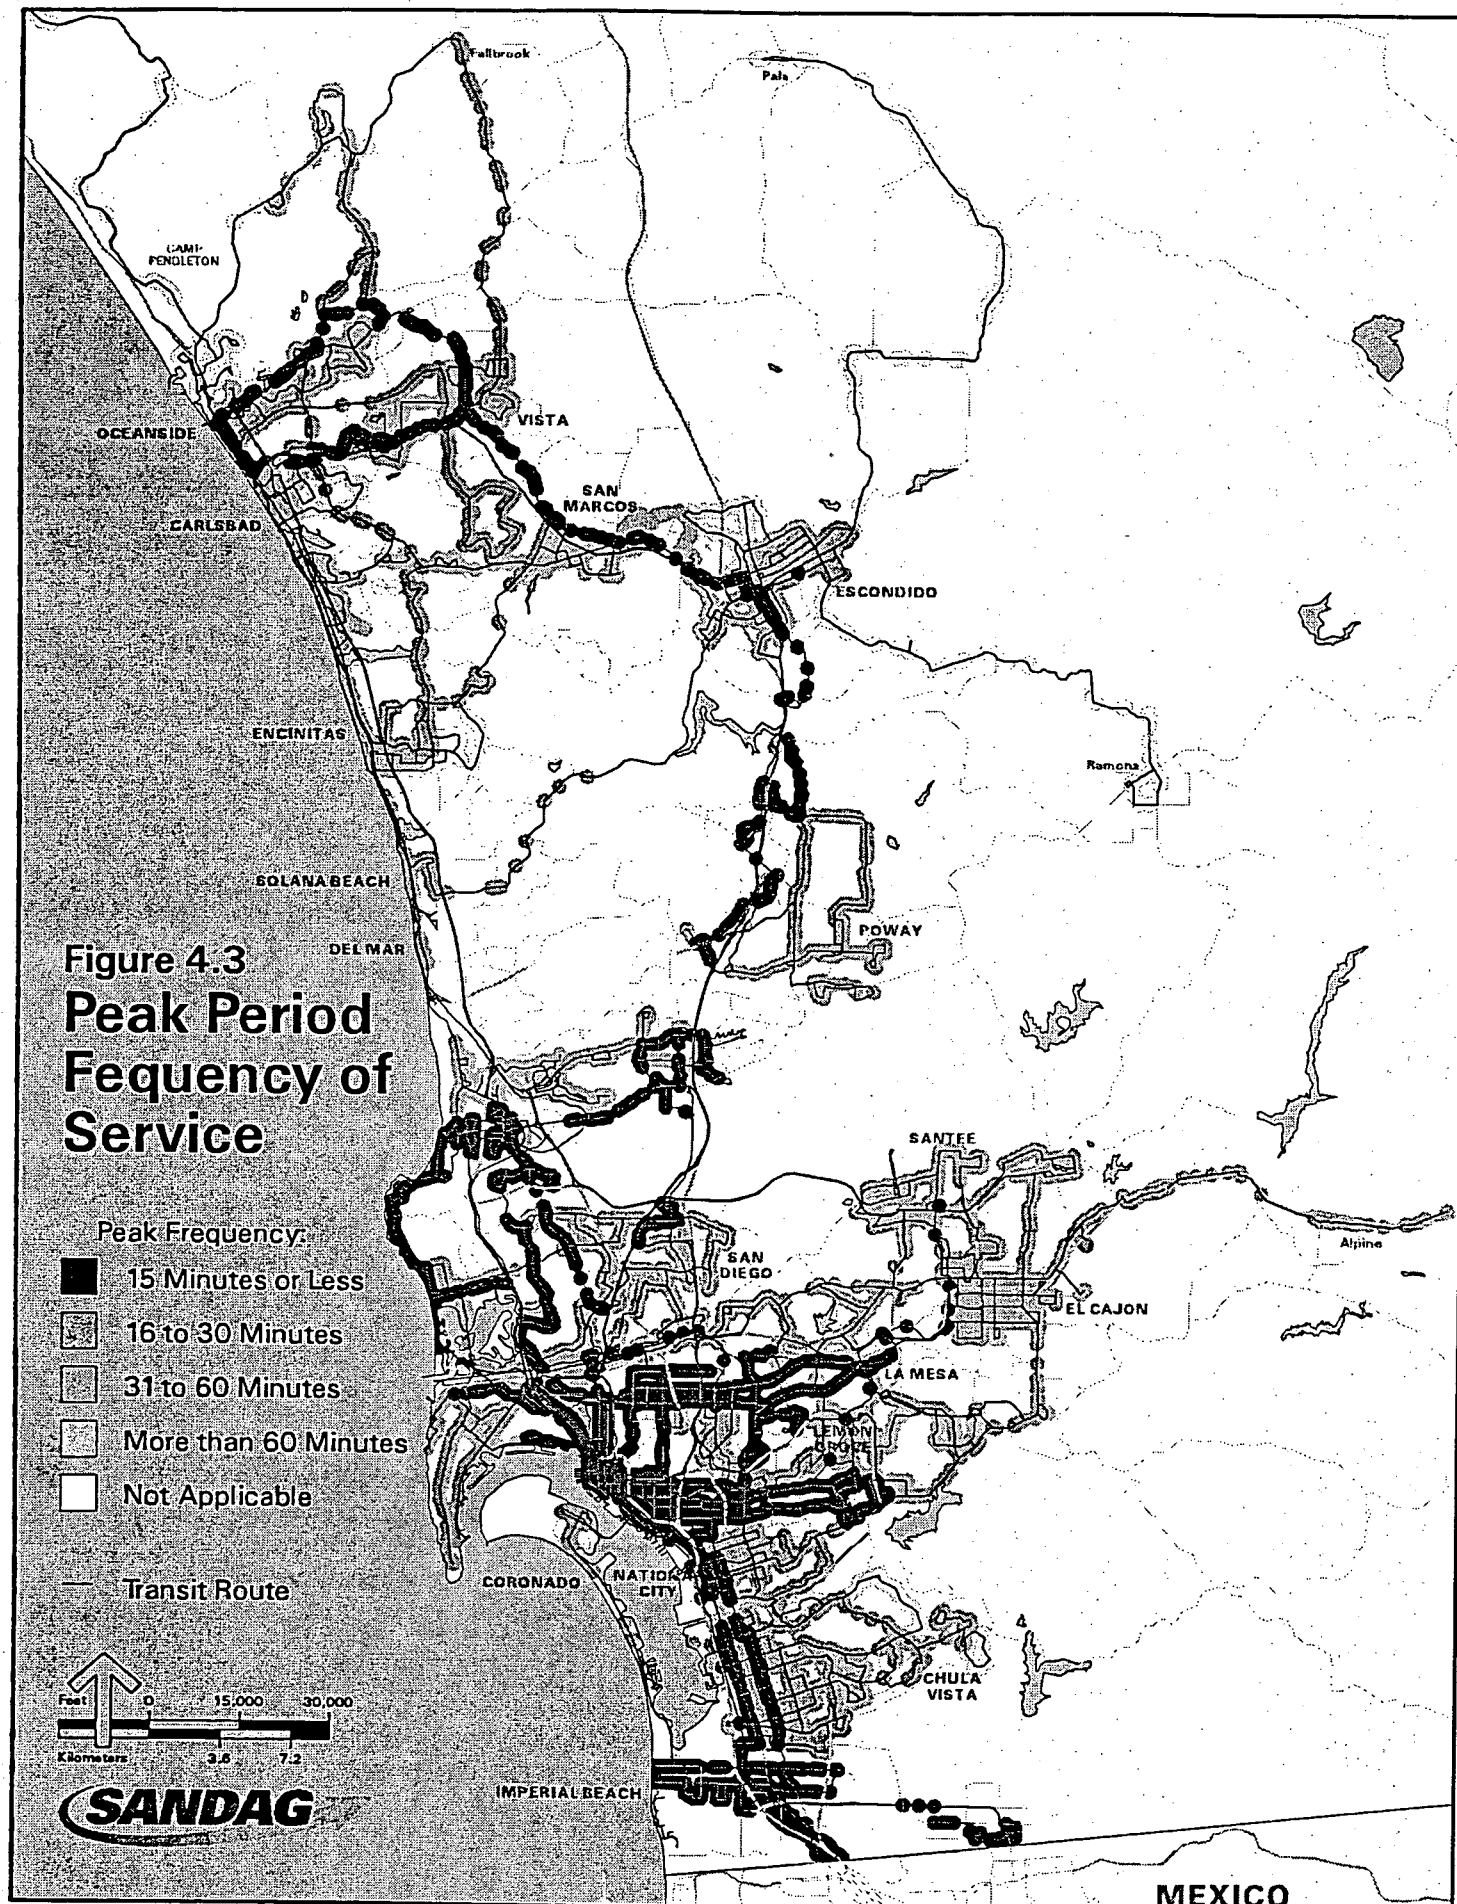 Fallbrook
Pala
CAMP
PENDLETON
OCEANSIDE
VISTA
SAN
MARCOS
CARLSBAD
ESCONDIDO
ENCINITAS
Ramona
SOLANA BEACH
DEL MAR
POWAY
Figure 4.3
Peak Period
Fequency of
Service
SANTEE
Peak Frequency:
15 Minutes or Less
16 to 30 Minutes
31 to 60 Minutes
More than 60 Minutes
Not Applicable
Transit Route
SAN
DIEGO
Alpine
EL CAJON
LA MESA
LEMON
GROVE
CORONADO
NATIONAL
CITY
CHULA
VISTA
Feet 0 15,000 30,000
Kilometers 3.6 7.2
SANDAG
IMPERIAL BEACH
MEXICO